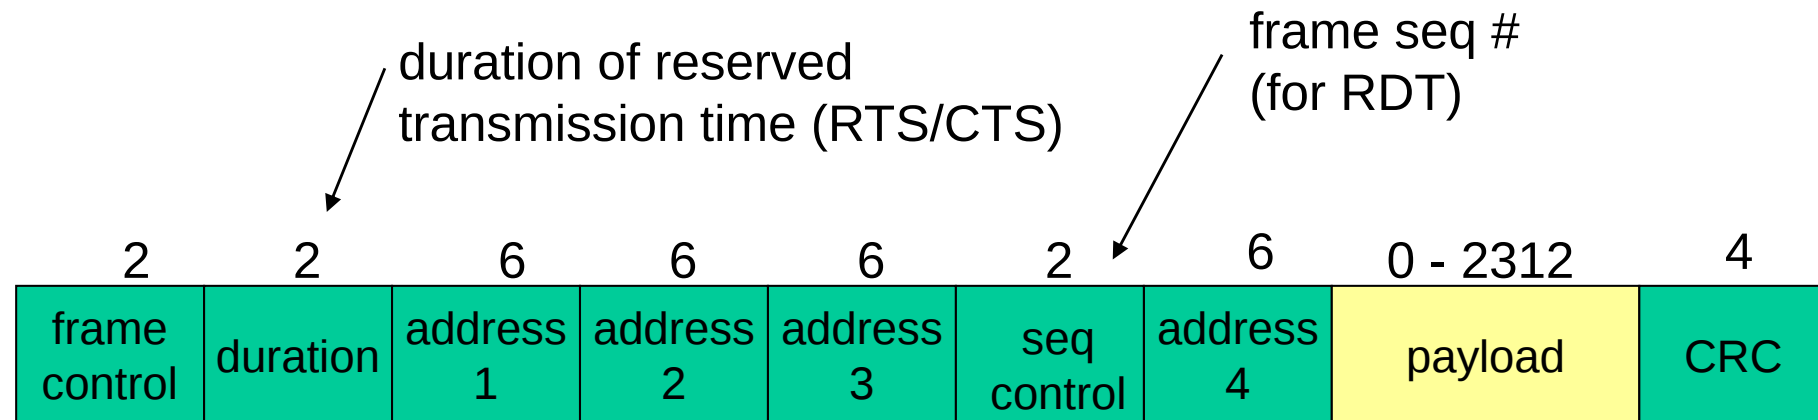 duration of reserved
transmission time (RTS/CTS)
frame seq #
(for RDT)
2 2 6 6 6 2 6 0 - 2312 4
frame
control
duration
address
1
address
2
address
3
seq
control
address
4
payload
CRC